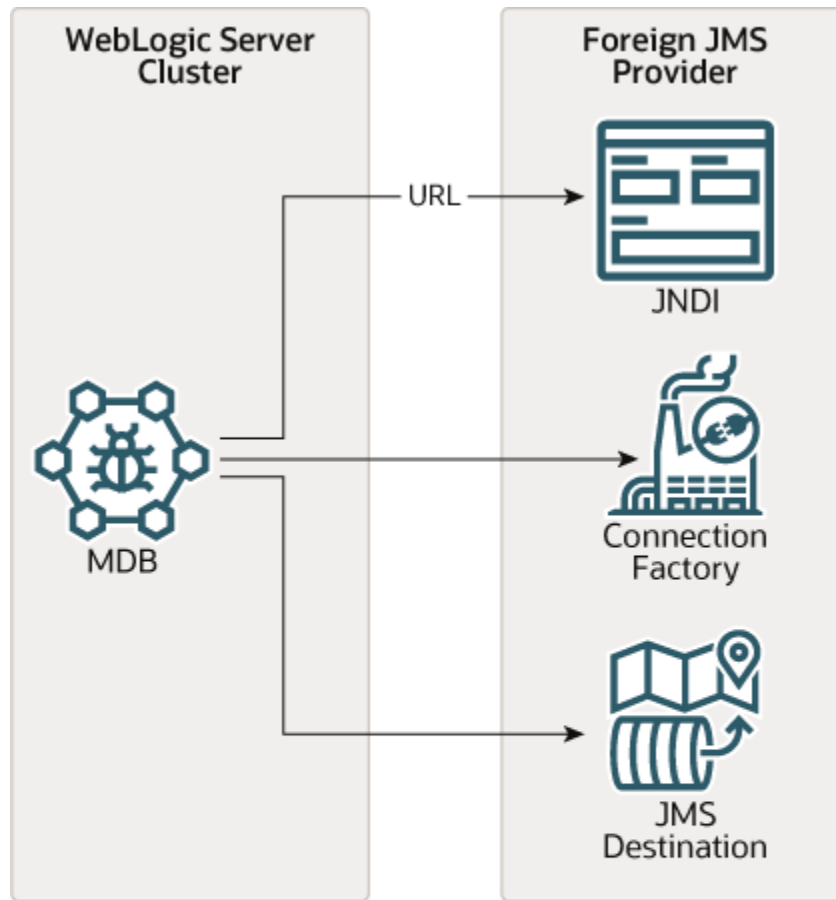 WebLogic Server
Cluster
Foreign JMS
Provider
URL
JNDI
MDB
Connection
Factory
JMS
Destination